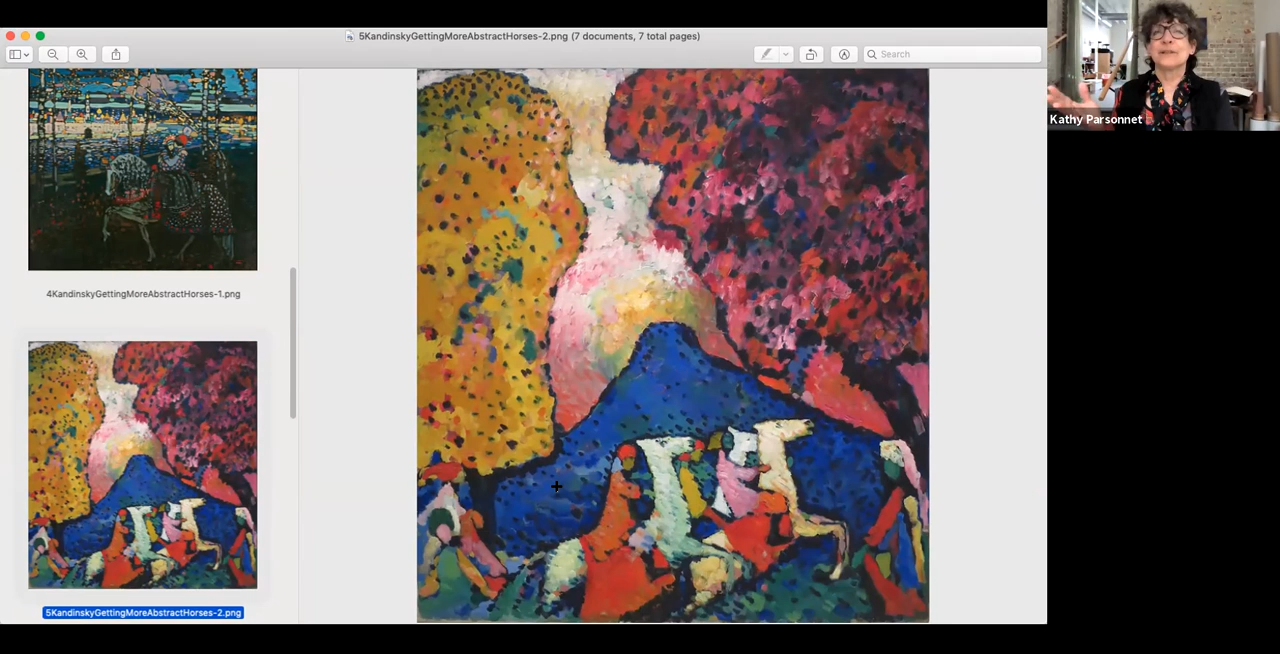 5KandinskyGettingMoreAbstractHorses-2.png (7 documents, 7 total pages)
Search
Kathy Parsonnet
4KandinskyGettingMoreAbstractHorses-1.png
5KandinskyGettingMoreAbstractHorses-2.png